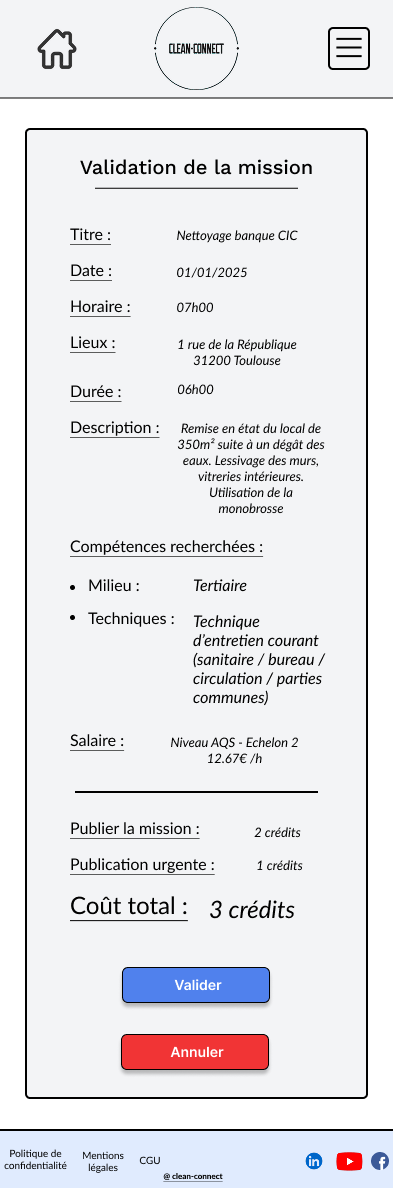 CLEAN-CONNECT
Validation de la mission
Titre : Nettoyage banque CIC
Date : 01/01/2025
Horaire : 07h00
Lieux : 1 rue de la République
31200 Toulouse
Durée : 06h00
Description : Remise en état du local de
350m² suite à un dégât des
eaux. Lessivage des murs,
vitreries intérieures.
Utilisation de la
monobrosse
Compétences recherchées :
• Milieu : Tertiaire
• Techniques : Technique
d'entretien courant
(sanitaire / bureau /
circulation / parties
communes)
Salaire : Niveau AQS - Echelon 2
12.67€ /h
Publier la mission : 2 crédits
Publication urgente : 1 crédits
Coût total : 3 crédits
Valider
Annuler
Politique de
confidentialité
Mentions
légales
CGU
@ clean-connect